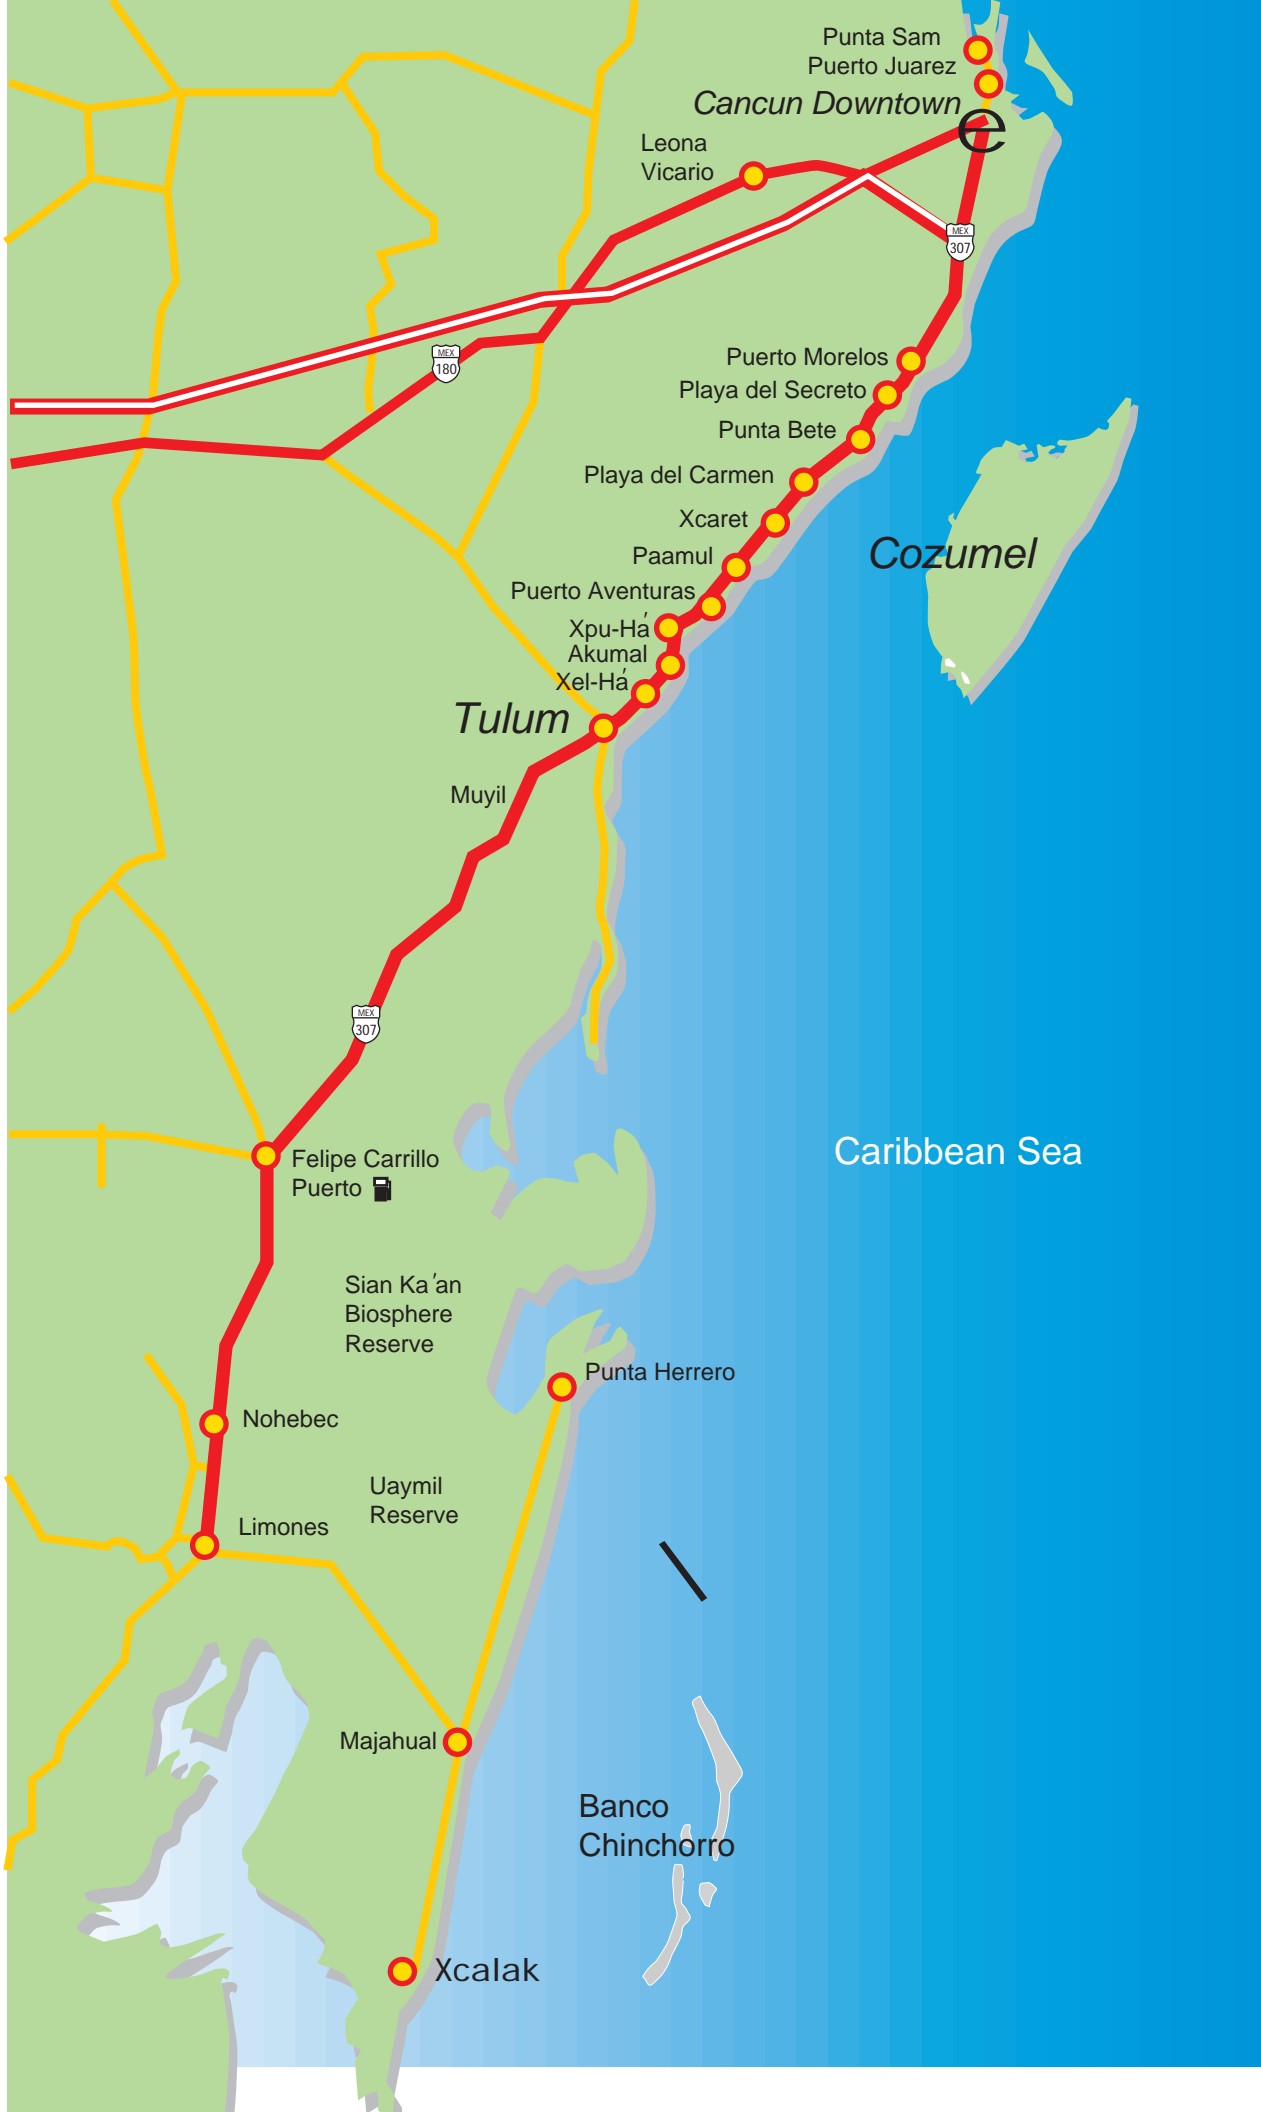 Punta Sam
Puerto Juarez
Cancun Downtown
e
Leona
Vicario
MEX
307
Puerto Morelos
MEX
180
Playa del Secreto
Punta Bete
Playa del Carmen
Xcaret
Cozumel
Paamul
Puerto Aventuras
Xpu-Há
Akumal
Xel-Há
Tulum
Muyil
MEX
307
Caribbean Sea
Felipe Carrillo
Puerto
Sian Ka'an
Biosphere
Reserve
Punta Herrero
Nohebec
Uaymil
Reserve
Limones
Majahual
Banco
Chinchorro
Xcalak